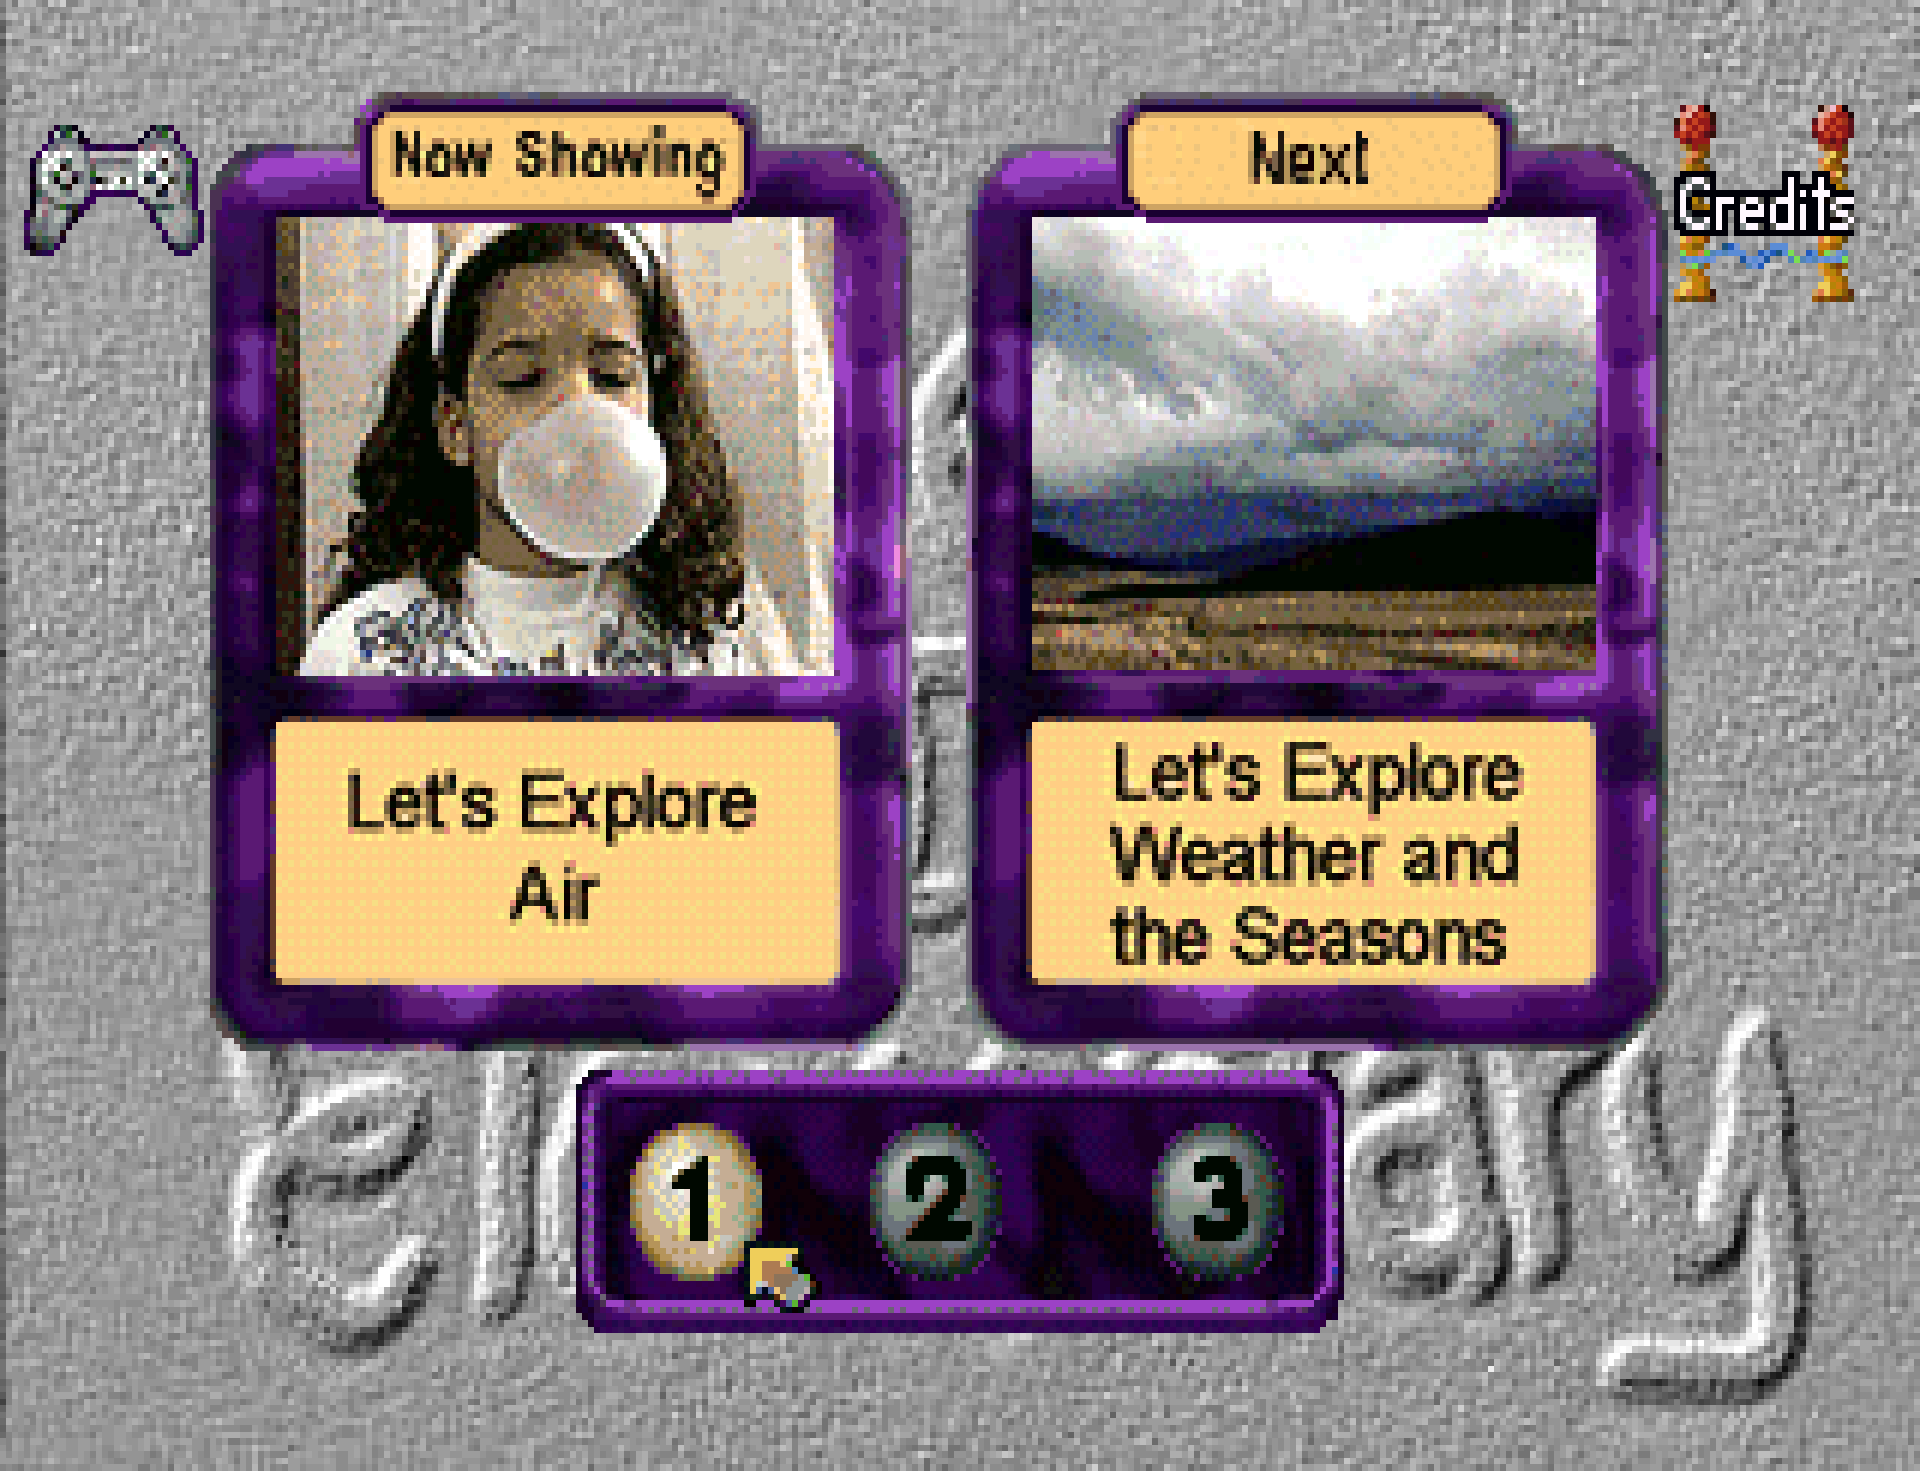 Now Showing
Next
Credits
Let's Explore
Air
Let's Explore
Weather and
the Seasons
1 2 3